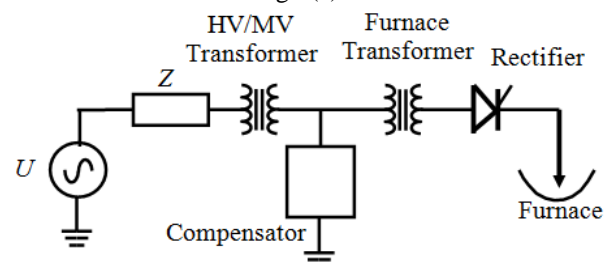 HV/MV
Transformer
Furnace
Transformer
Rectifier
Z
U
Compensator
Furnace